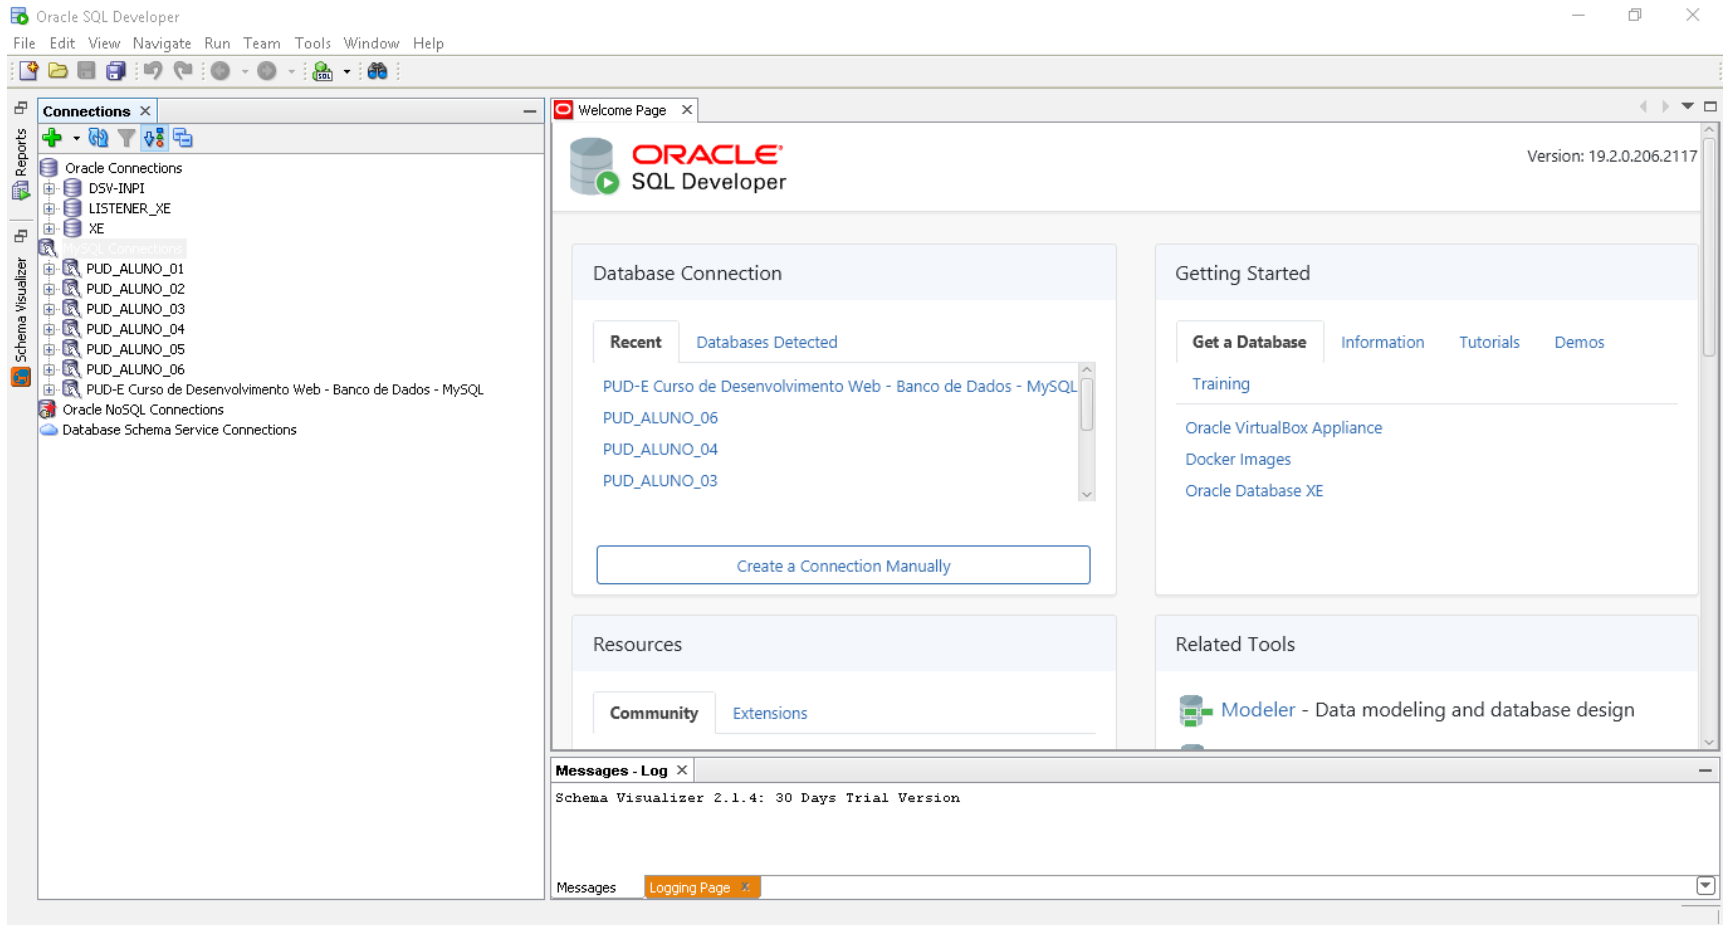 Oracle SQL Developer
File Edit View Navigate Run Team Tools Window Help
SQL
Reports
Schema Visualizer
Connections
Oracle Connections
DSV-INPI
LISTENER_XE
XE
MySQL Connections
PUD_ALUNO_01
PUD_ALUNO_02
PUD_ALUNO_03
PUD_ALUNO_04
PUD_ALUNO_05
PUD_ALUNO_06
PUD-E Curso de Desenvolvimento Web - Banco de Dados - MySQL
Oracle NoSQL Connections
Database Schema Service Connections
Welcome Page
ORACLE
SQL Developer
Version: 19.2.0.206.2117
Database Connection
Recent Databases Detected
PUD-E Curso de Desenvolvimento Web - Banco de Dados - MySQL
PUD_ALUNO_06
PUD_ALUNO_04
PUD_ALUNO_03
Create a Connection Manually
Getting Started
Get a Database Information Tutorials Demos
Training
Oracle VirtualBox Appliance
Docker Images
Oracle Database XE
Resources
Community Extensions
Related Tools
Modeler - Data modeling and database design
Messages - Log
Schema Visualizer 2.1.4: 30 Days Trial Version
Messages Logging Page